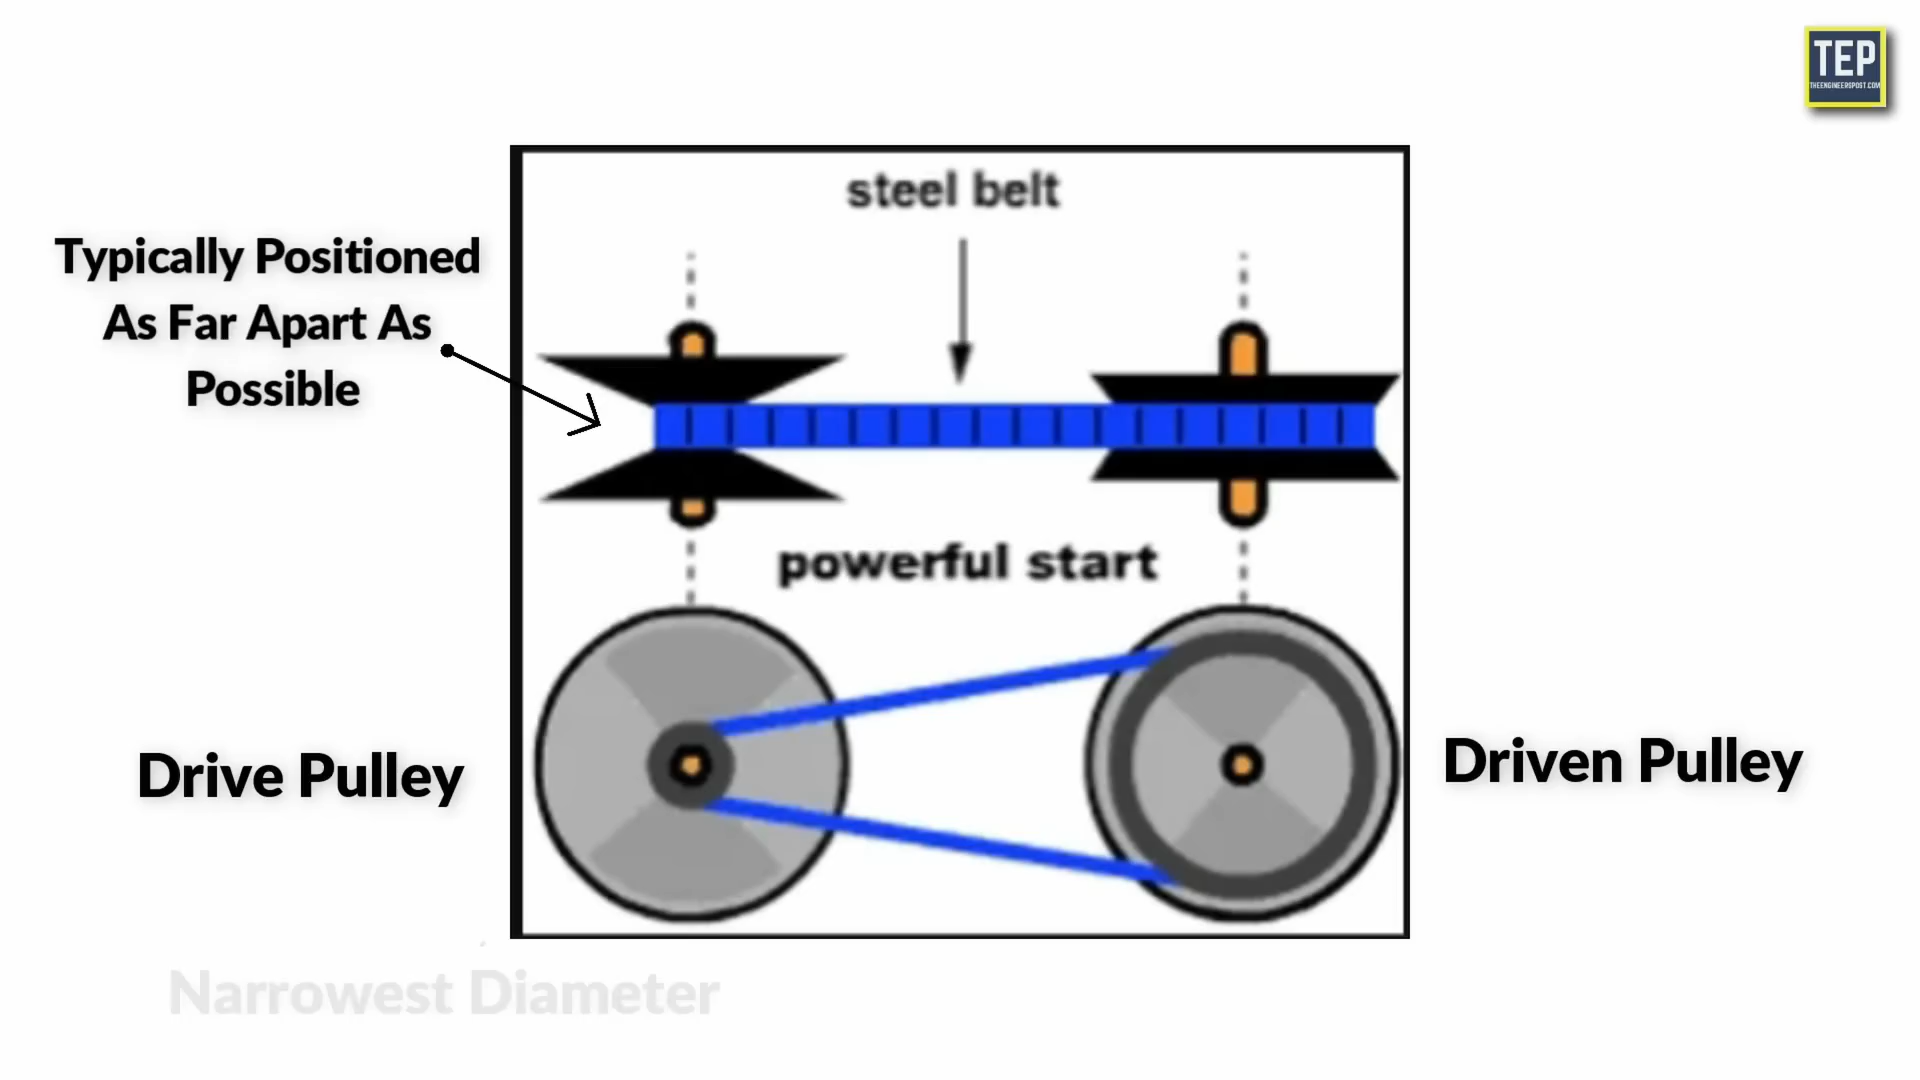 TEP
THEENGINEERSPOST.COM
steel belt
Typically Positioned
As Far Apart As
Possible
powerful start
Drive Pulley
Driven Pulley
Narrowest Diameter